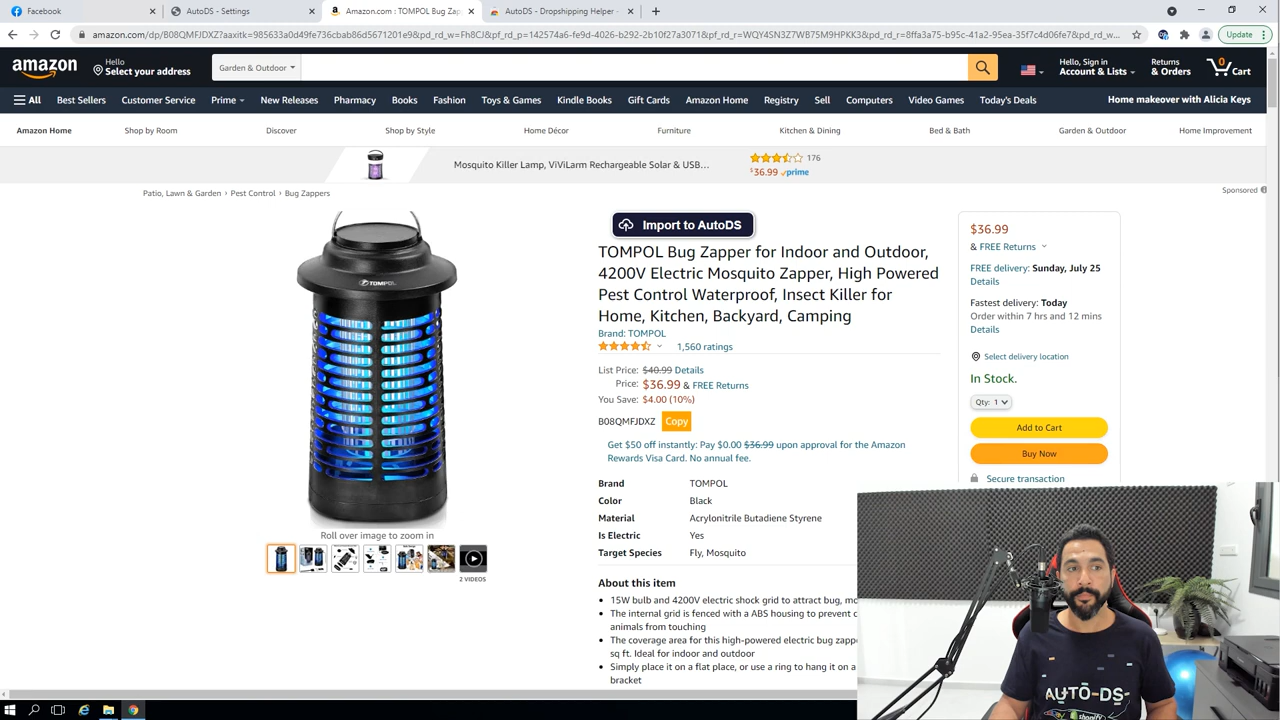 Facebook
AutoDS - Settings
Amazon.com : TOMPOL Bug Zap
AutoDS - Dropshipping Helper -
amazon.com/dp/B08QMFJDXZ?aaxitk=985633a0d49fe736cbab86d5671201e9&pd_rd_w=Fh8CJ&pf_rd_p=142574a6-fe9d-4026-b292-2b10f27a3071&pf_rd_r=WQY4SN3Z7WB75M9HPKK3&pd_rd_r=8ffa3a75-b95c-41a2-95ea-35f7c4d06fe7&pd_rd_w...
Update
amazon
Hello
Select your address
Garden & Outdoor
Hello, Sign in
Account & Lists
Returns
& Orders
0
Cart
All
Best Sellers
Customer Service
Prime
New Releases
Pharmacy
Books
Fashion
Toys & Games
Kindle Books
Gift Cards
Amazon Home
Registry
Sell
Computers
Video Games
Today's Deals
Home makeover with Alicia Keys
Amazon Home
Shop by Room
Discover
Shop by Style
Home Décor
Furniture
Kitchen & Dining
Bed & Bath
Garden & Outdoor
Home Improvement
Mosquito Killer Lamp, ViViLarm Rechargeable Solar & USB...
176
$36.99 prime
Patio, Lawn & Garden › Pest Control › Bug Zappers
Sponsored
TOMPOL
Roll over image to zoom in
2 VIDEOS
Import to AutoDS
TOMPOL Bug Zapper for Indoor and Outdoor,
4200V Electric Mosquito Zapper, High Powered
Pest Control Waterproof, Insect Killer for
Home, Kitchen, Backyard, Camping
Brand: TOMPOL
1,560 ratings
List Price: $40.99 Details
Price: $36.99 & FREE Returns
You Save: $4.00 (10%)
B08QMFJDXZ Copy
Get $50 off instantly: Pay $0.00 $36.99 upon approval for the Amazon
Rewards Visa Card. No annual fee.
Brand TOMPOL
Color Black
Material Acrylonitrile Butadiene Styrene
Is Electric Yes
Target Species Fly, Mosquito
About this item
15W bulb and 4200V electric shock grid to attract bug, mo
The internal grid is fenced with a ABS housing to prevent c
animals from touching
The coverage area for this high-powered electric bug zappe
sq ft. Ideal for indoor and outdoor
Simply place it on a flat place, or use a ring to hang it on a
bracket
$36.99
& FREE Returns
FREE delivery: Sunday, July 25
Details
Fastest delivery: Today
Order within 7 hrs and 12 mins
Details
Select delivery location
In Stock.
Qty: 1
Add to Cart
Buy Now
Secure transaction
AUTO-DS
shopify